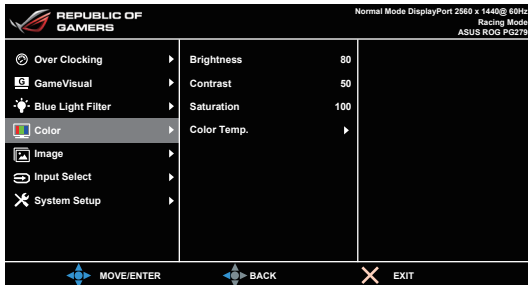 REPUBLIC OF
GAMERS
Normal Mode DisplayPort 2560 x 1440@ 60Hz
Racing Mode
ASUS ROG PG279
Over Clocking
G GameVisual
Blue Light Filter
Color
Image
Input Select
System Setup
Brightness 80
Contrast 50
Saturation 100
Color Temp.
MOVE/ENTER BACK EXIT